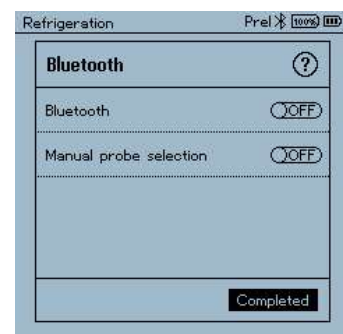 Refrigeration Prel 100%
Bluetooth ?
Bluetooth OFF
Manual probe selection OFF
Completed